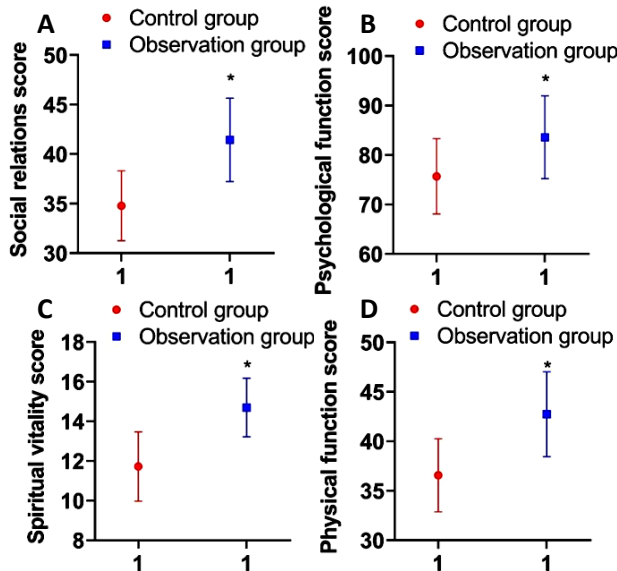 A
Control group
Observation group
Social relations score
50
45
40
35
30
*
1
1
B
Control group
Observation group
Psychological function score
100
90
80
70
60
*
1
1
C
Control group
Observation group
Spiritual vitality score
18
16
14
12
10
8
*
1
1
D
Control group
Observation group
Physical function score
50
45
40
35
30
*
1
1